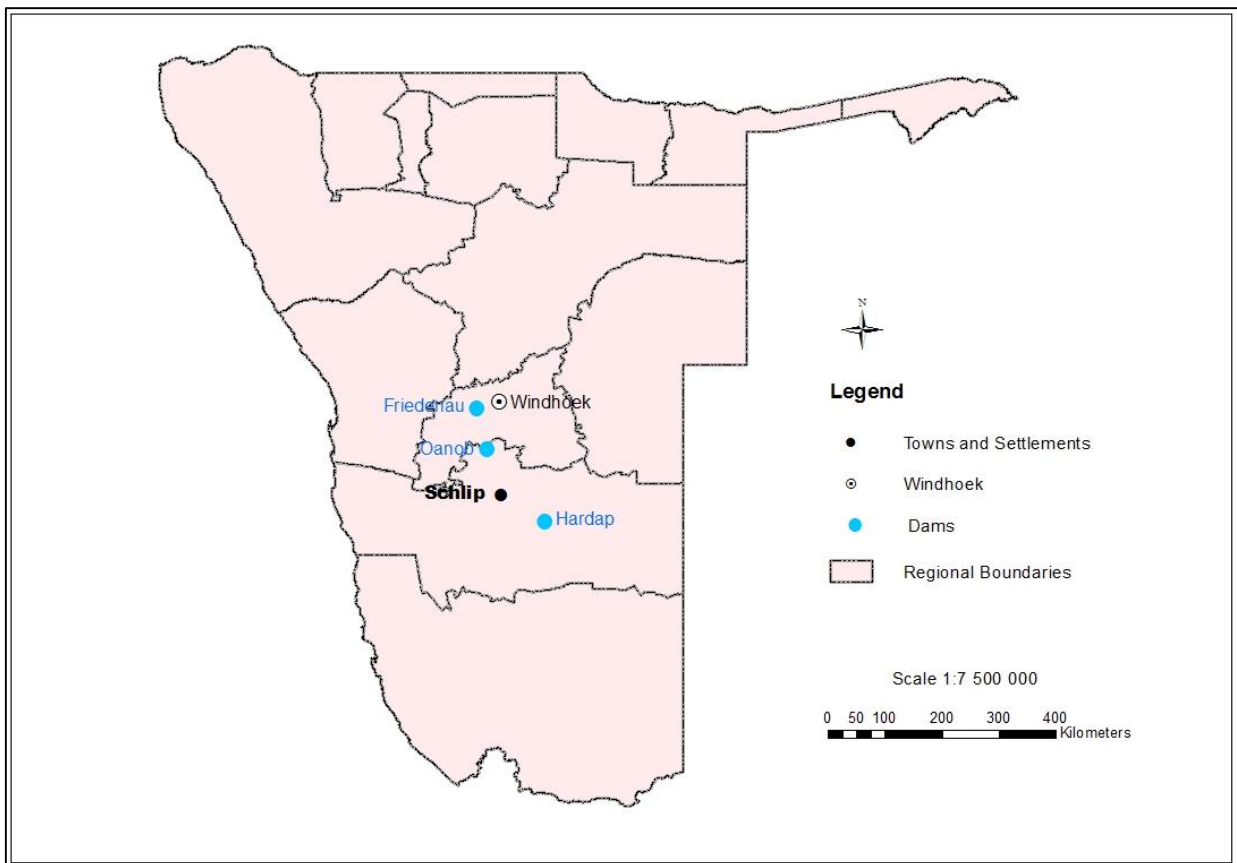 N
Friedenau
Windhoek
Oanob
Schlip
Hardap
Legend
Towns and Settlements
Windhoek
Dams
Regional Boundaries
Scale 1:7 500 000
0 50 100 200 300 400
Kilometers